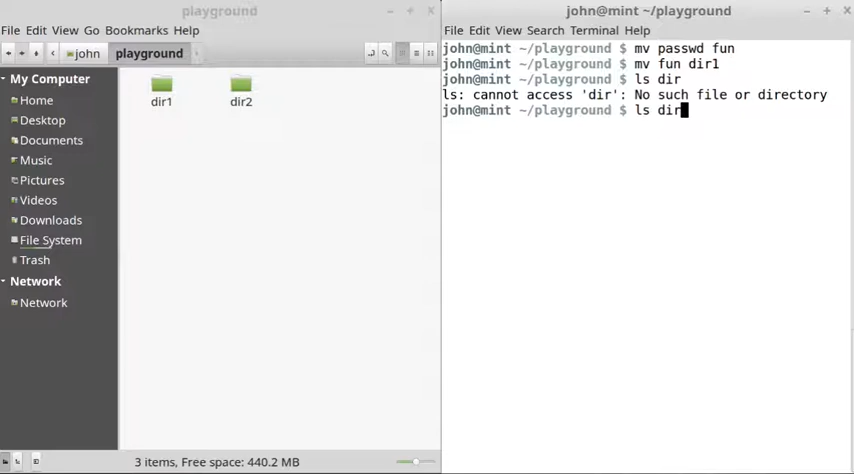 playground
File Edit View Go Bookmarks Help
john playground
My Computer
Home
Desktop
Documents
Music
Pictures
Videos
Downloads
File System
Trash
Network
Network
dir1 dir2
3 items, Free space: 440.2 MB
john@mint ~/playground
File Edit View Search Terminal Help
john@mint ~/playground $ mv passwd fun
john@mint ~/playground $ mv fun dir1
john@mint ~/playground $ ls dir
ls: cannot access 'dir': No such file or directory
john@mint ~/playground $ ls dir